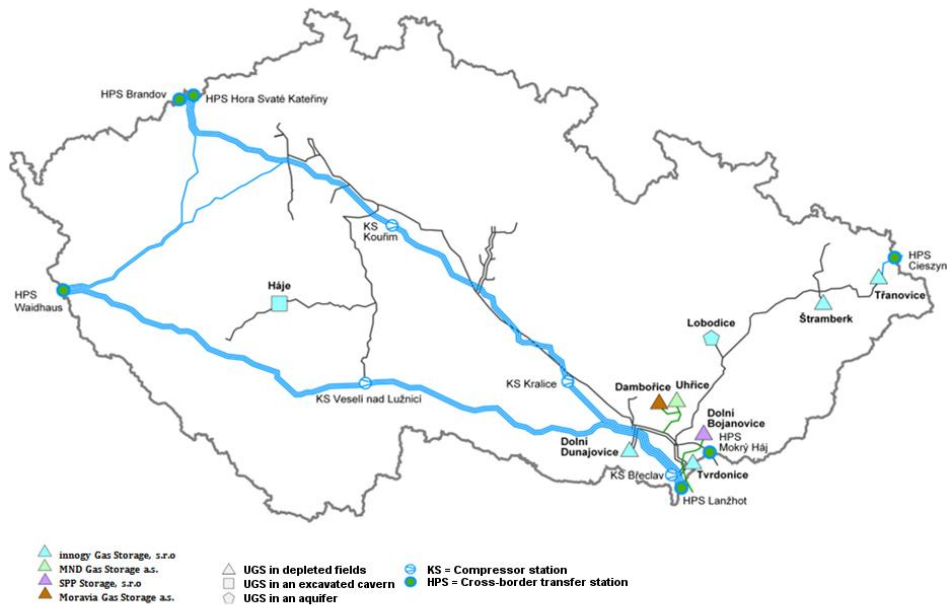 HPS Brandov
HPS Hora Svaté Kateřiny
KS
Kouřim
HPS
Cieszyn
Háje
HPS
Waidhaus
Třanovice
Štramberk
Lobodice
KS Kralice
KS Veselí nad Lužnicí
Dambořice
Uhřice
Dolní
Bojanovice
HPS
Mokrý Háj
Dolní
Dunajovice
KS Břeclav
Tvrdonice
HPS Lanžhot
innogy Gas Storage, s.r.o
MND Gas Storage a.s.
SPP Storage, s.r.o
Moravia Gas Storage a.s.
UGS in depleted fields
UGS in an excavated cavern
UGS in an aquifer
KS = Compressor station
HPS = Cross-border transfer station